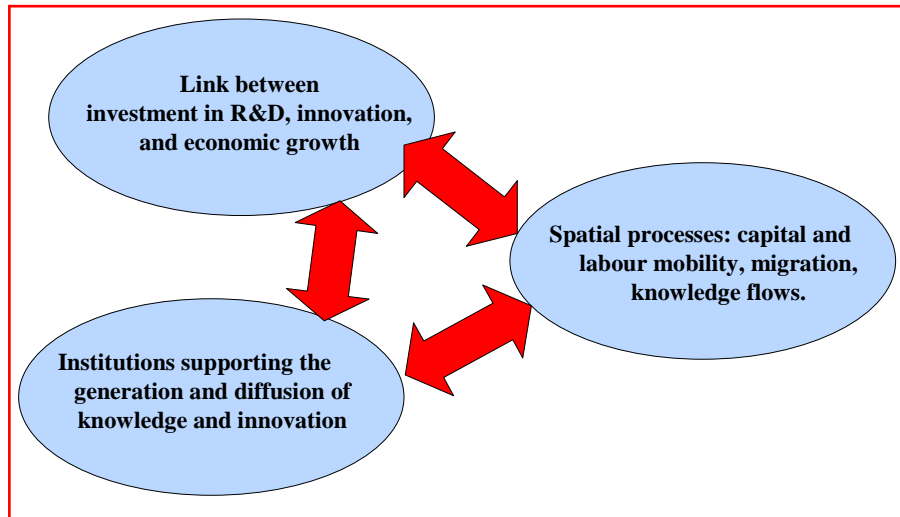 Link between
investment in R&D, innovation,
and economic growth
Spatial processes: capital and
labour mobility, migration,
knowledge flows.
Institutions supporting the
generation and diffusion of
knowledge and innovation